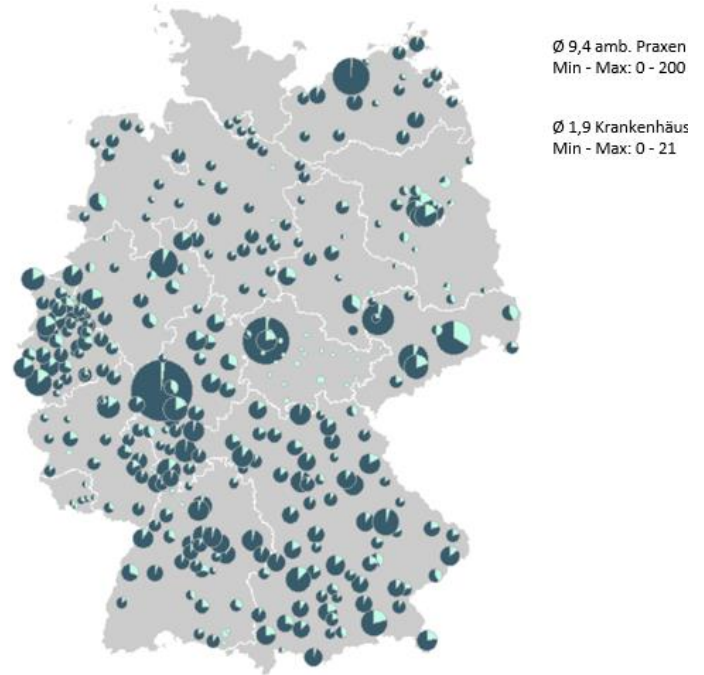 Ø 9,4 amb. Praxen
Min - Max: 0 - 200
Ø 1,9 Krankenhäus
Min - Max: 0 - 21